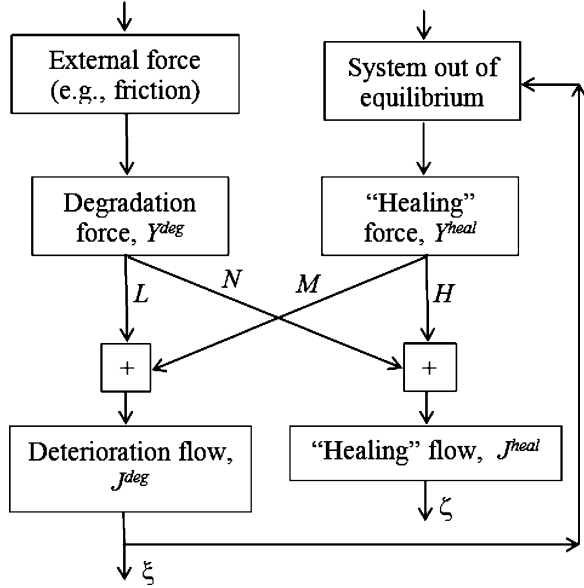 External force
(e.g., friction)
System out of
equilibrium
Degradation
force, Y^deg
“Healing”
force, Y^heal
L
N
M
H
+
+
Deterioration flow,
J^deg
“Healing” flow, J^heal
ζ
ξ